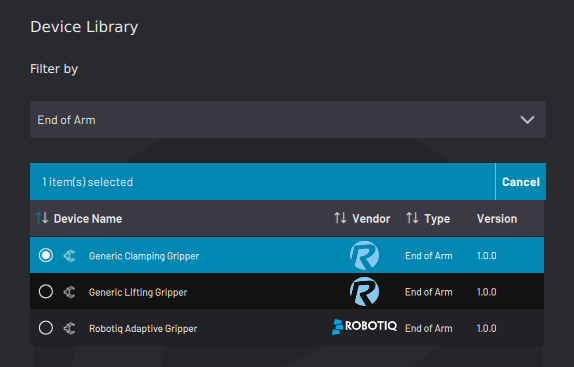 Device Library
Filter by
End of Arm
1 item(s) selected Cancel
Device Name Vendor Type Version
Generic Clamping Gripper R End of Arm 1.0.0
Generic Lifting Gripper R End of Arm 1.0.0
Robotiq Adaptive Gripper ROBOTIQ End of Arm 1.0.0